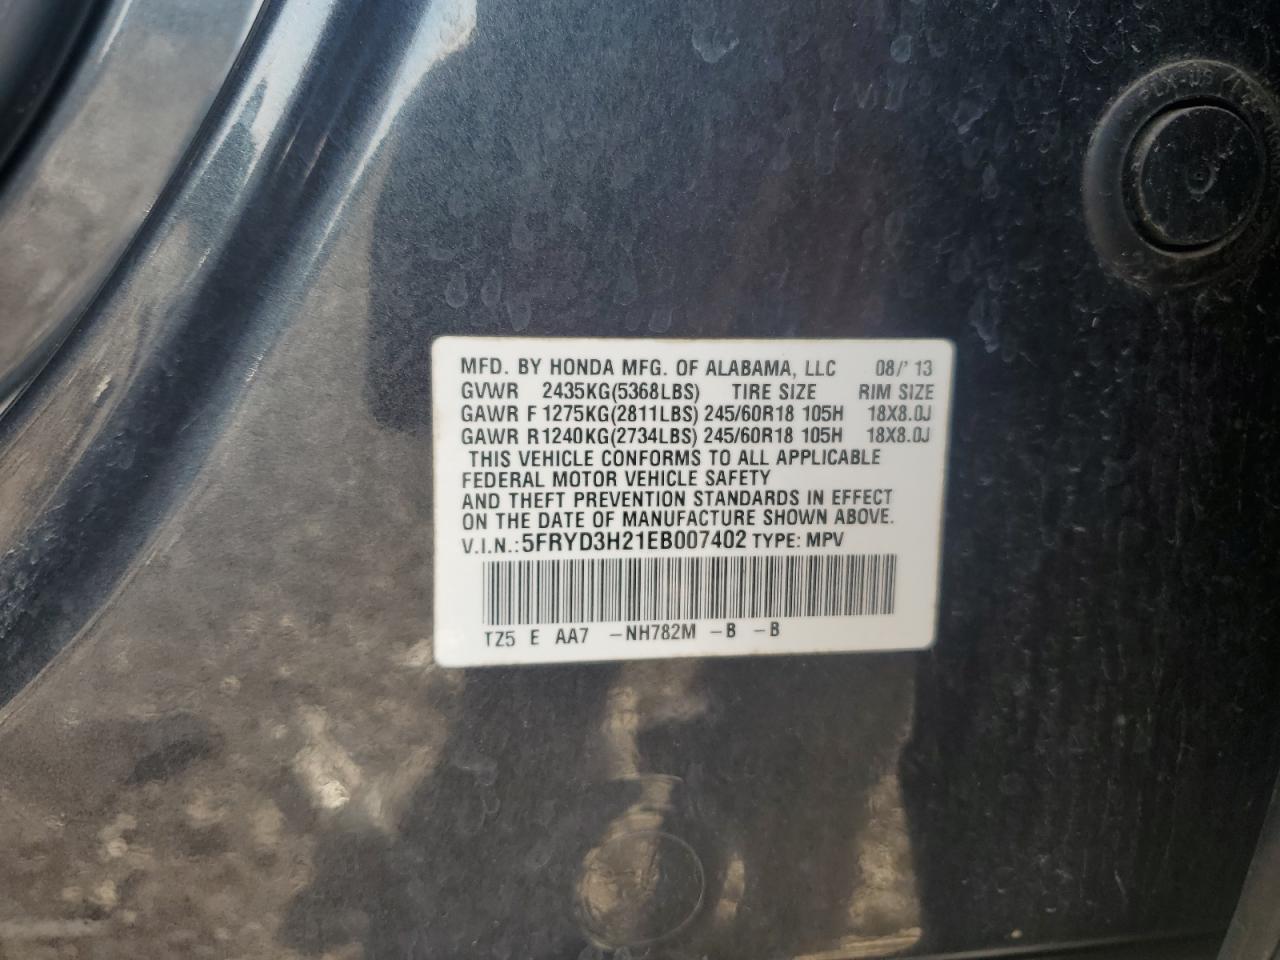 MFD. BY HONDA MFG. OF ALABAMA, LLC 08/' 13
GVWR 2435KG(5368LBS) TIRE SIZE RIM SIZE
GAWR F 1275KG(2811LBS) 245/60R18 105H 18X8.0J
GAWR R 1240KG(2734LBS) 245/60R18 105H 18X8.0J
THIS VEHICLE CONFORMS TO ALL APPLICABLE
FEDERAL MOTOR VEHICLE SAFETY
AND THEFT PREVENTION STANDARDS IN EFFECT
ON THE DATE OF MANUFACTURE SHOWN ABOVE.
V.I.N.: 5FRYD3H21EB007402 TYPE: MPV
TZ5 E AA7 -NH782M -B -B